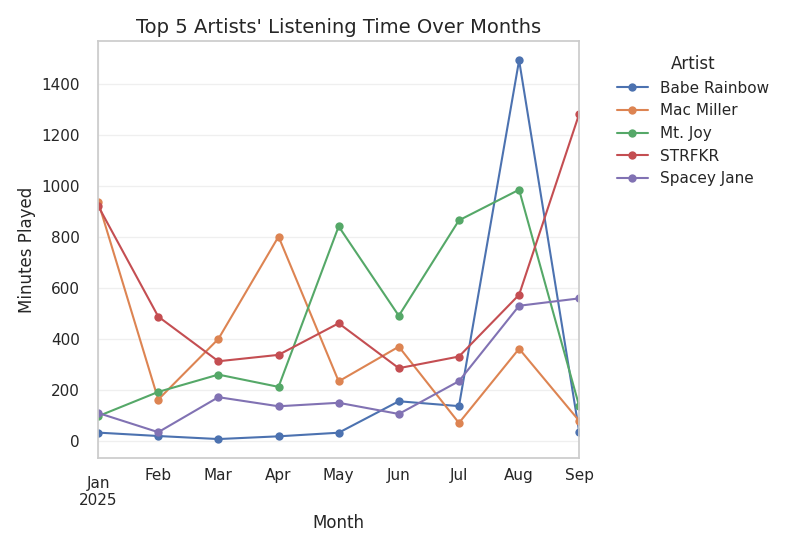 Top 5 Artists' Listening Time Over Months
Artist
Babe Rainbow
Mac Miller
Mt. Joy
STRFKR
Spacey Jane
Minutes Played
1400
1200
1000
800
600
400
200
0
Jan
2025
Feb
Mar
Apr
May
Jun
Jul
Aug
Sep
Month